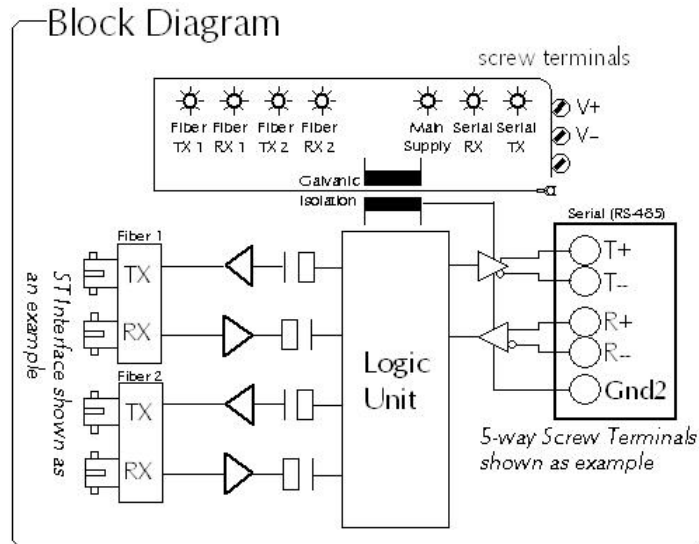 Block Diagram
screw terminals
Fiber TX 1
Fiber RX 1
Fiber TX 2
Fiber RX 2
Main Supply
Serial RX
Serial TX
V+
V-
Galvanic
Isolation
Serial (RS-485)
Fiber 1
TX
RX
Fiber 2
TX
RX
ST Interface shown as
an example
Logic
Unit
T+
T--
R+
R--
Gnd2
5-way Screw Terminals
shown as example